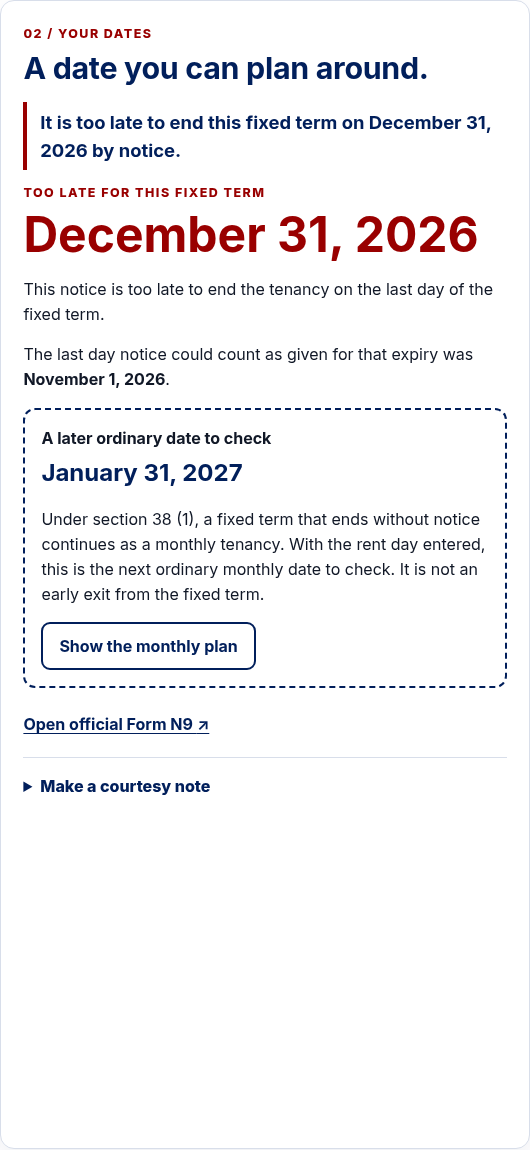 02 / YOUR DATES
A date you can plan around.
It is too late to end this fixed term on December 31,
2026 by notice.
TOO LATE FOR THIS FIXED TERM
December 31, 2026
This notice is too late to end the tenancy on the last day of the
fixed term.
The last day notice could count as given for that expiry was
November 1, 2026.
A later ordinary date to check
January 31, 2027
Under section 38 (1), a fixed term that ends without notice
continues as a monthly tenancy. With the rent day entered,
this is the next ordinary monthly date to check. It is not an
early exit from the fixed term.
Show the monthly plan
Open official Form N9 ↗
▶ Make a courtesy note